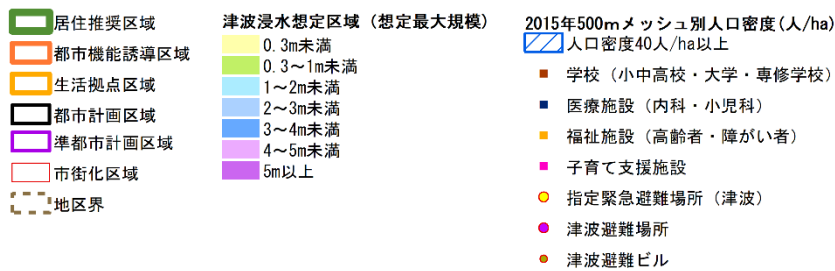 居住推奨区域
都市機能誘導区域
生活拠点区域
都市計画区域
準都市計画区域
市街化区域
地区界
津波浸水想定区域（想定最大規模）
0.3m未満
0.3～1m未満
1～2m未満
2～3m未満
3～4m未満
4～5m未満
5m以上
2015年500mメッシュ別人口密度(人/ha)
人口密度40人/ha以上
学校（小中高校・大学・専修学校）
医療施設（内科・小児科）
福祉施設（高齢者・障がい者）
子育て支援施設
指定緊急避難場所（津波）
津波避難場所
津波避難ビル